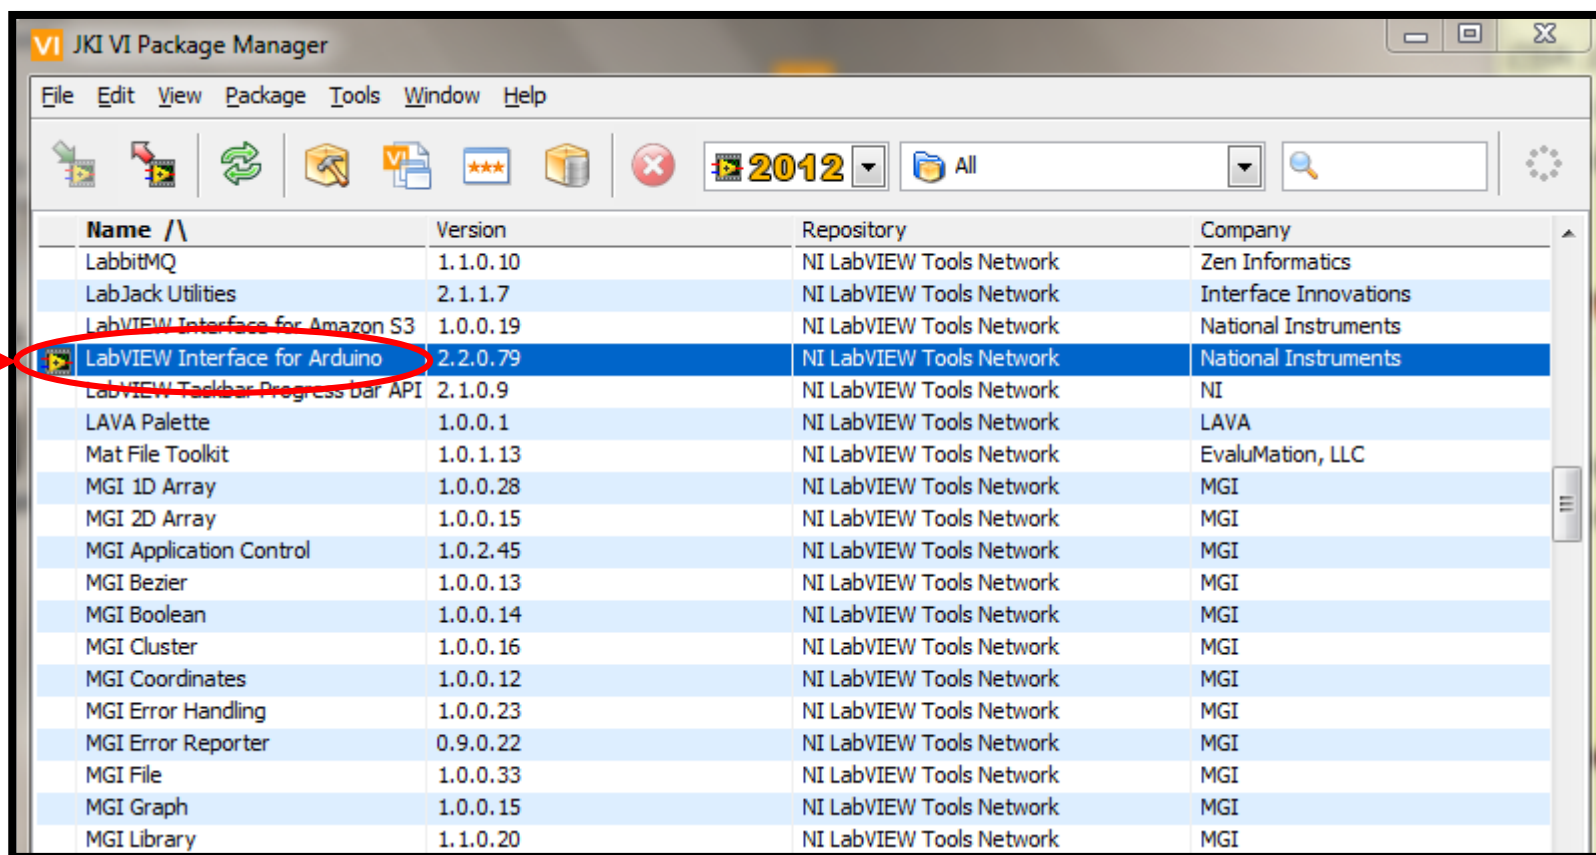 VI JKI VI Package Manager
File Edit View Package Tools Window Help
VI *** 2012 All
Name /\ Version Repository Company
LabbitMQ 1.1.0.10 NI LabVIEW Tools Network Zen Informatics
LabJack Utilities 2.1.1.7 NI LabVIEW Tools Network Interface Innovations
LabVIEW Interface for Amazon S3 1.0.0.19 NI LabVIEW Tools Network National Instruments
LabVIEW Interface for Arduino 2.2.0.79 NI LabVIEW Tools Network National Instruments
LabVIEW Taskbar Progress bar API 2.1.0.9 NI LabVIEW Tools Network NI
LAVA Palette 1.0.0.1 NI LabVIEW Tools Network LAVA
Mat File Toolkit 1.0.1.13 NI LabVIEW Tools Network EvaluMation, LLC
MGI 1D Array 1.0.0.28 NI LabVIEW Tools Network MGI
MGI 2D Array 1.0.0.15 NI LabVIEW Tools Network MGI
MGI Application Control 1.0.2.45 NI LabVIEW Tools Network MGI
MGI Bezier 1.0.0.13 NI LabVIEW Tools Network MGI
MGI Boolean 1.0.0.14 NI LabVIEW Tools Network MGI
MGI Cluster 1.0.0.16 NI LabVIEW Tools Network MGI
MGI Coordinates 1.0.0.12 NI LabVIEW Tools Network MGI
MGI Error Handling 1.0.0.23 NI LabVIEW Tools Network MGI
MGI Error Reporter 0.9.0.22 NI LabVIEW Tools Network MGI
MGI File 1.0.0.33 NI LabVIEW Tools Network MGI
MGI Graph 1.0.0.15 NI LabVIEW Tools Network MGI
MGI Library 1.1.0.20 NI LabVIEW Tools Network MGI